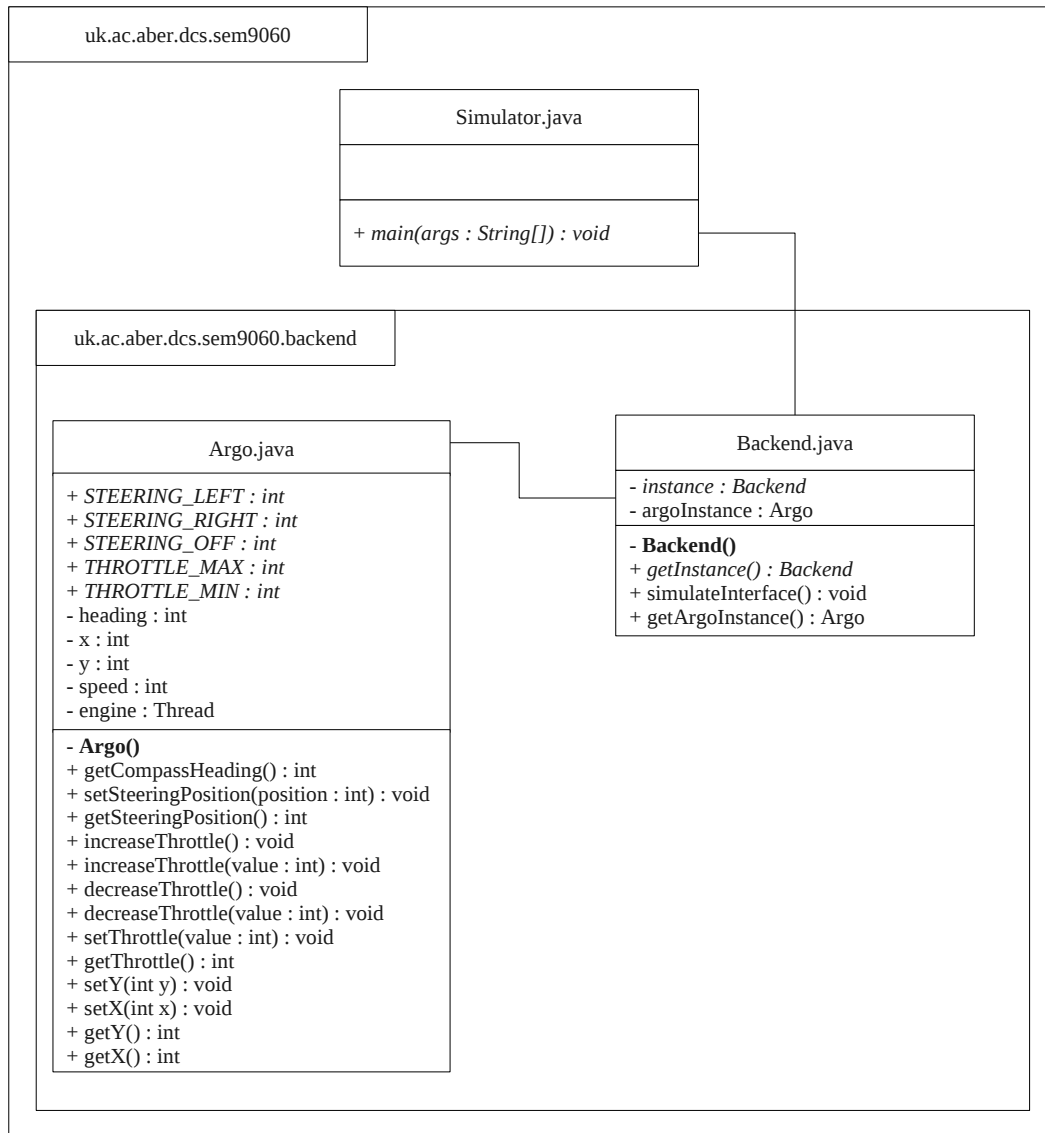 uk.ac.aber.dcs.sem9060
Simulator.java
+ main(args : String[]) : void
uk.ac.aber.dcs.sem9060.backend
Argo.java
+ STEERING_LEFT : int
+ STEERING_RIGHT : int
+ STEERING_OFF : int
+ THROTTLE_MAX : int
+ THROTTLE_MIN : int
- heading : int
- x : int
- y : int
- speed : int
- engine : Thread
- Argo()
+ getCompassHeading() : int
+ setSteeringPosition(position : int) : void
+ getSteeringPosition() : int
+ increaseThrottle() : void
+ increaseThrottle(value : int) : void
+ decreaseThrottle() : void
+ decreaseThrottle(value : int) : void
+ setThrottle(value : int) : void
+ getThrottle() : int
+ setY(int y) : void
+ setX(int x) : void
+ getY() : int
+ getX() : int
Backend.java
- instance : Backend
- argoInstance : Argo
- Backend()
+ getInstance() : Backend
+ simulateInterface() : void
+ getArgoInstance() : Argo